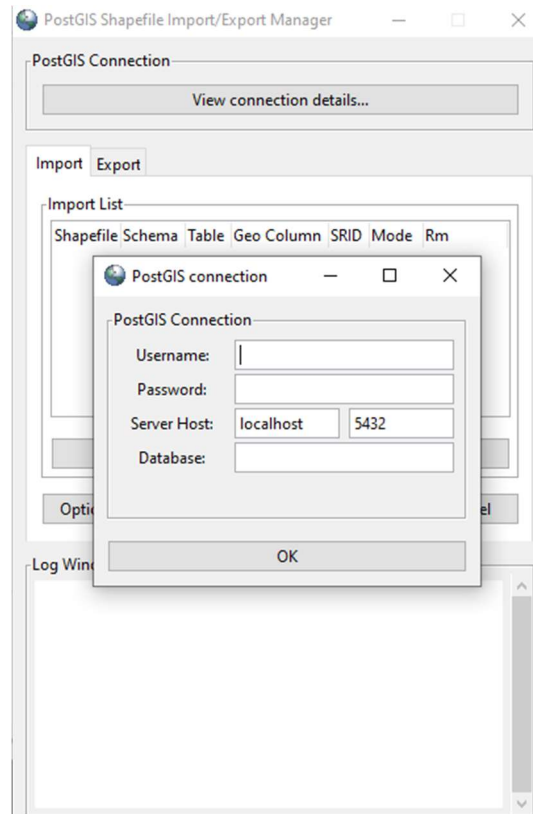 PostGIS Shapefile Import/Export Manager
PostGIS Connection
View connection details...
Import Export
Import List
Shapefile Schema Table Geo Column SRID Mode Rm
PostGIS connection
PostGIS Connection
Username:
Password:
Server Host: localhost 5432
Database:
OK